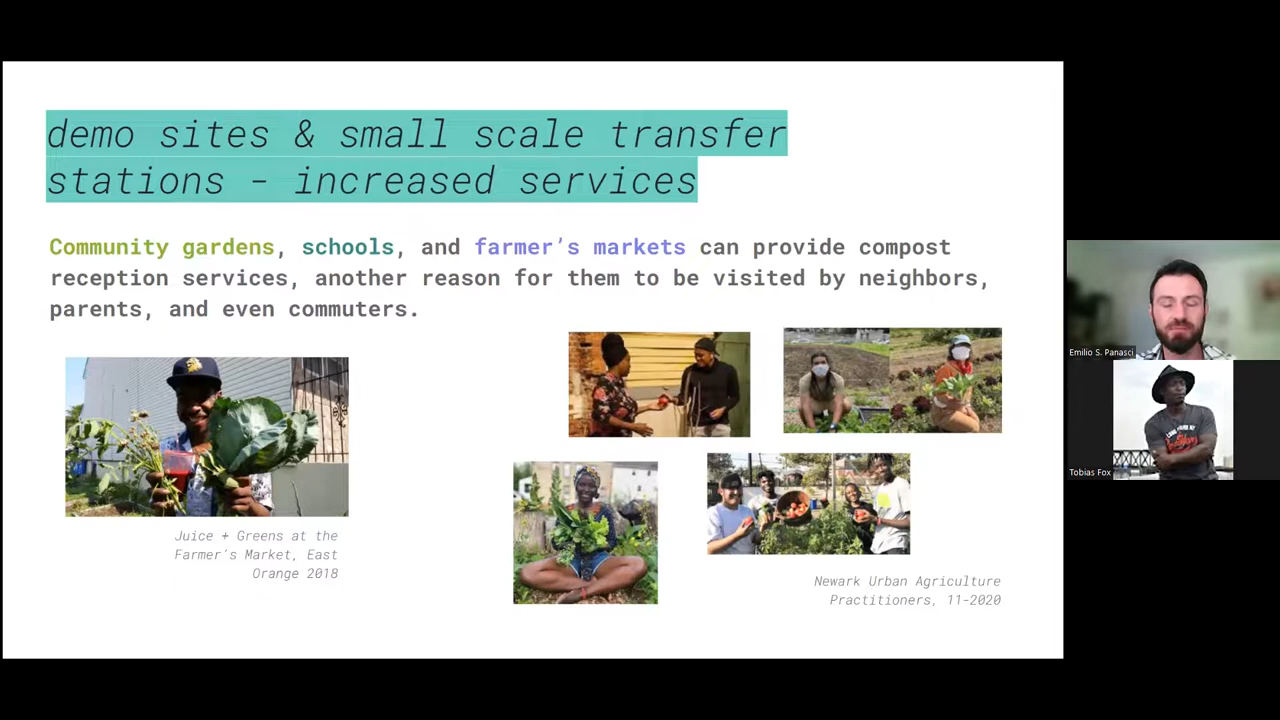 demo sites & small scale transfer
stations - increased services
Community gardens, schools, and farmer's markets can provide compost
reception services, another reason for them to be visited by neighbors,
parents, and even commuters.
Juice + Greens at the
Farmer's Market, East
Orange 2018
Newark Urban Agriculture
Practitioners, 11-2020
Emilio S. Panasci
Tobias Fox